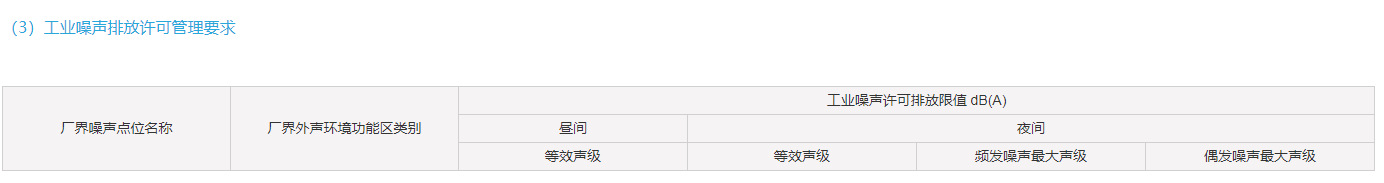 （3）工业噪声排放许可管理要求
工业噪声许可排放限值 dB(A)
厂界噪声点位名称 厂界外声环境功能区类别 昼间 夜间
等效声级 等效声级 频发噪声最大声级 偶发噪声最大声级